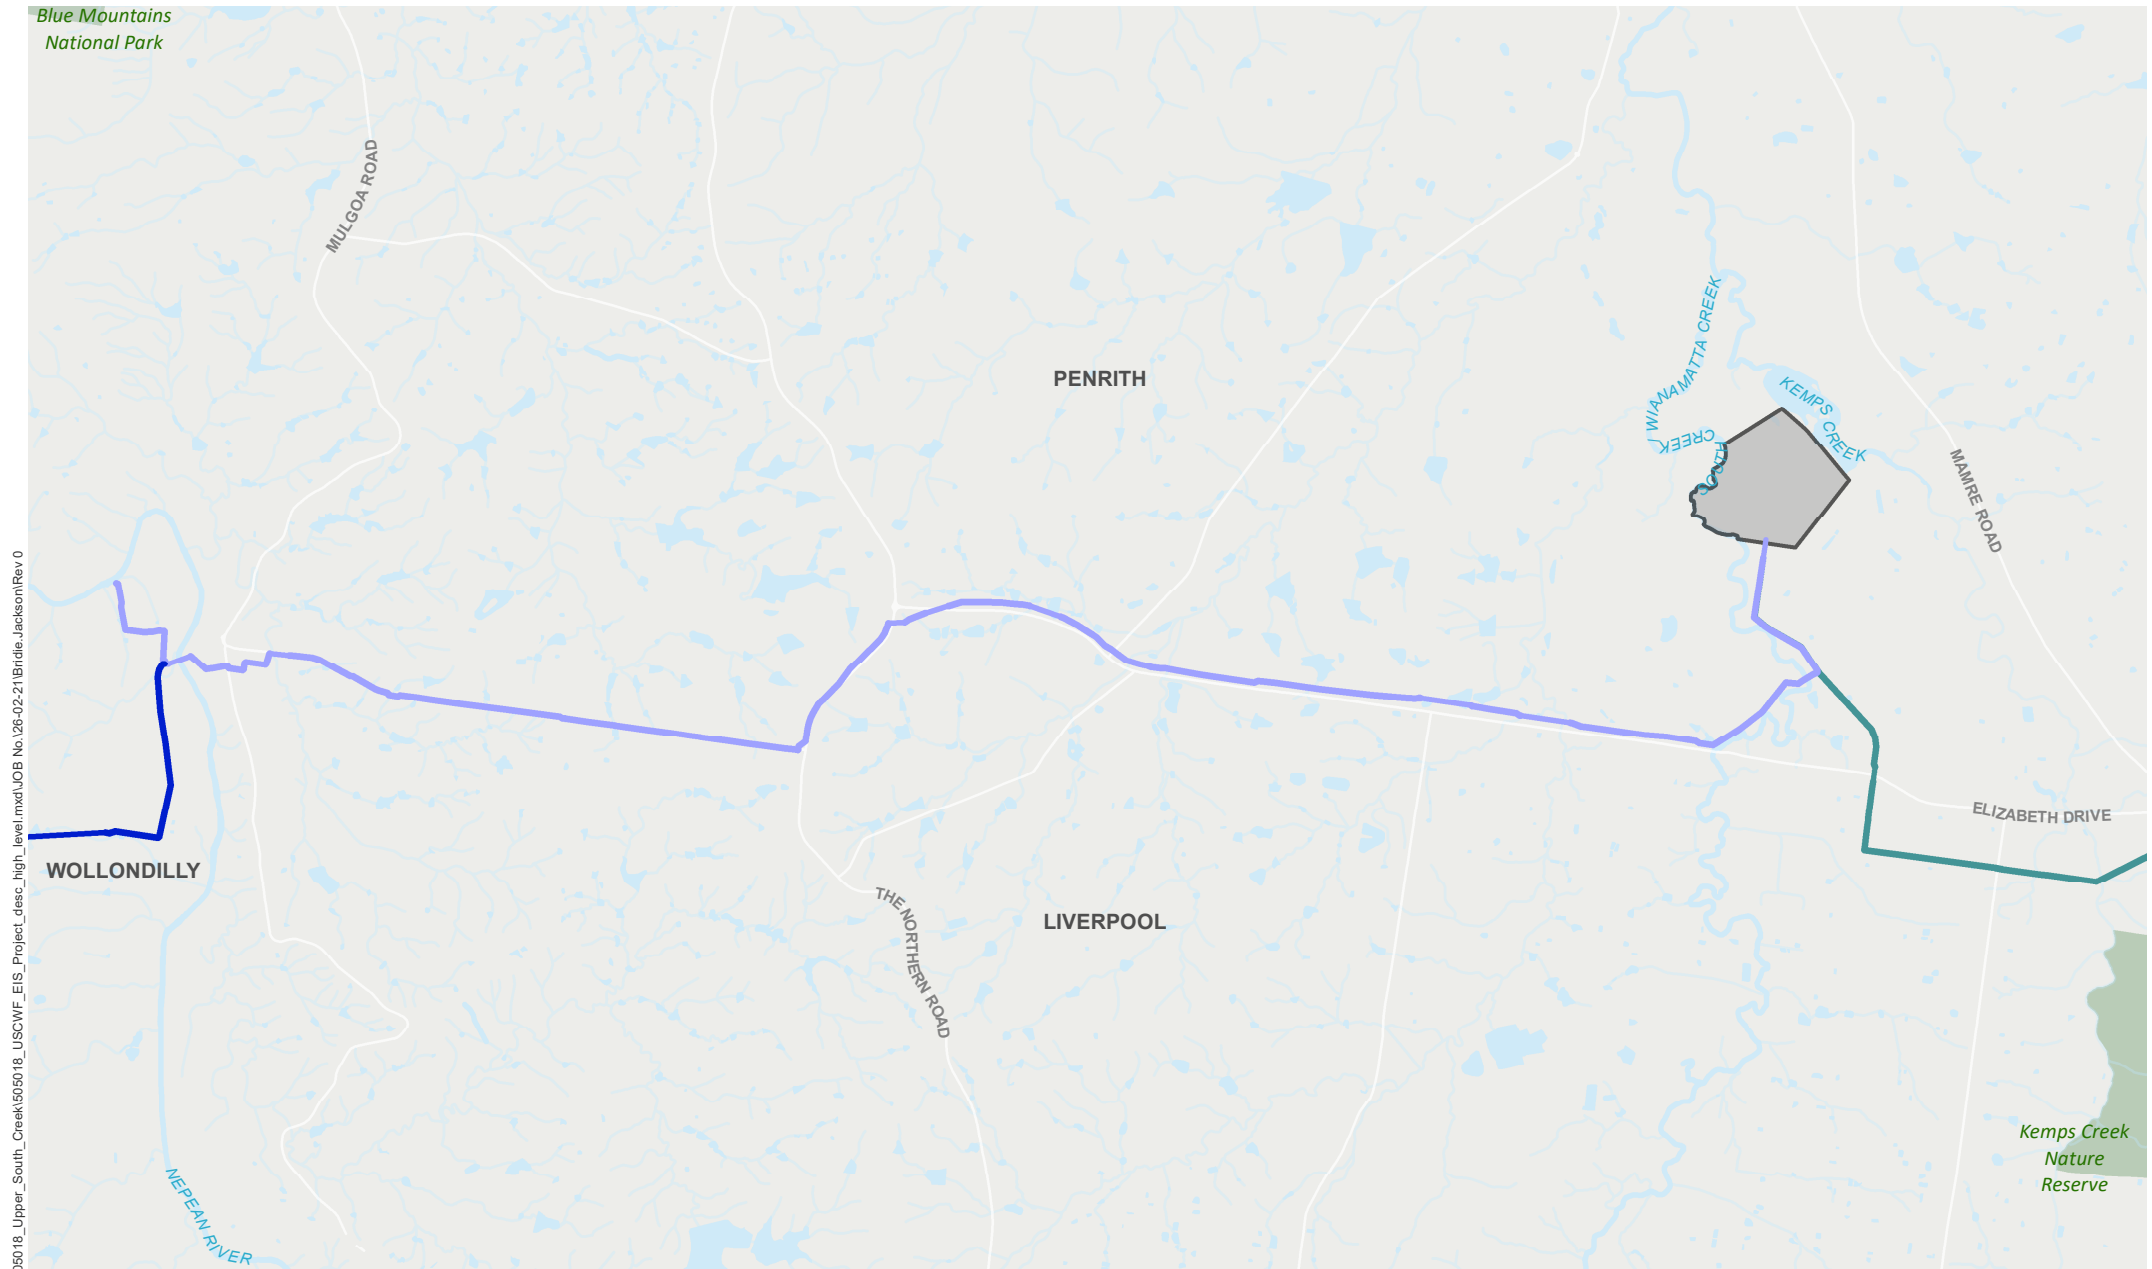 Blue Mountains
National Park
MULGOA ROAD
PENRITH
WIANAMATTA CREEK
/
SOUTH CREEK
KEMPS CREEK
MAMRE ROAD
ELIZABETH DRIVE
WOLLONDILLY
THE NORTHERN ROAD
LIVERPOOL
NEPEAN RIVER
Kemps Creek
Nature
Reserve
05018_Upper_South_Creek\505018_USCWF_EIS_Project_desc_high_level.mxd\JOB No.\26-02-21\Bridie.Jackson\Rev 0